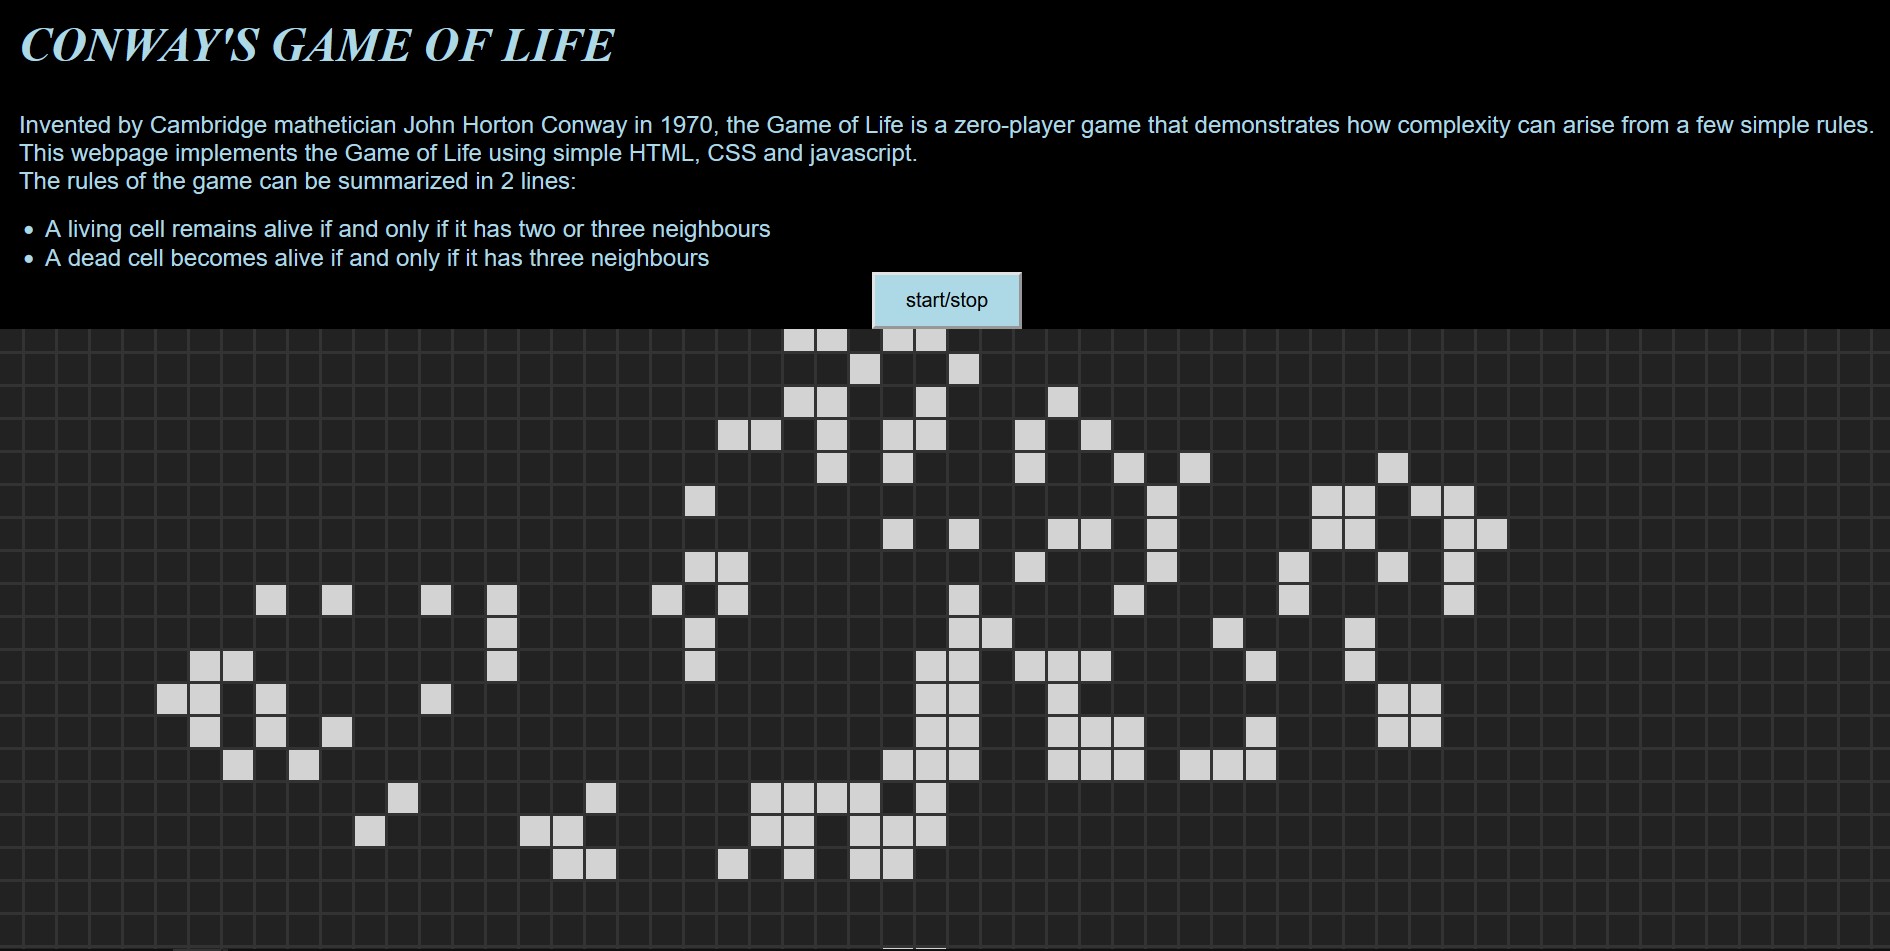 CONWAY'S GAME OF LIFE
Invented by Cambridge mathetician John Horton Conway in 1970, the Game of Life is a zero-player game that demonstrates how complexity can arise from a few simple rules.
This webpage implements the Game of Life using simple HTML, CSS and javascript.
The rules of the game can be summarized in 2 lines:
• A living cell remains alive if and only if it has two or three neighbours
• A dead cell becomes alive if and only if it has three neighbours
start/stop